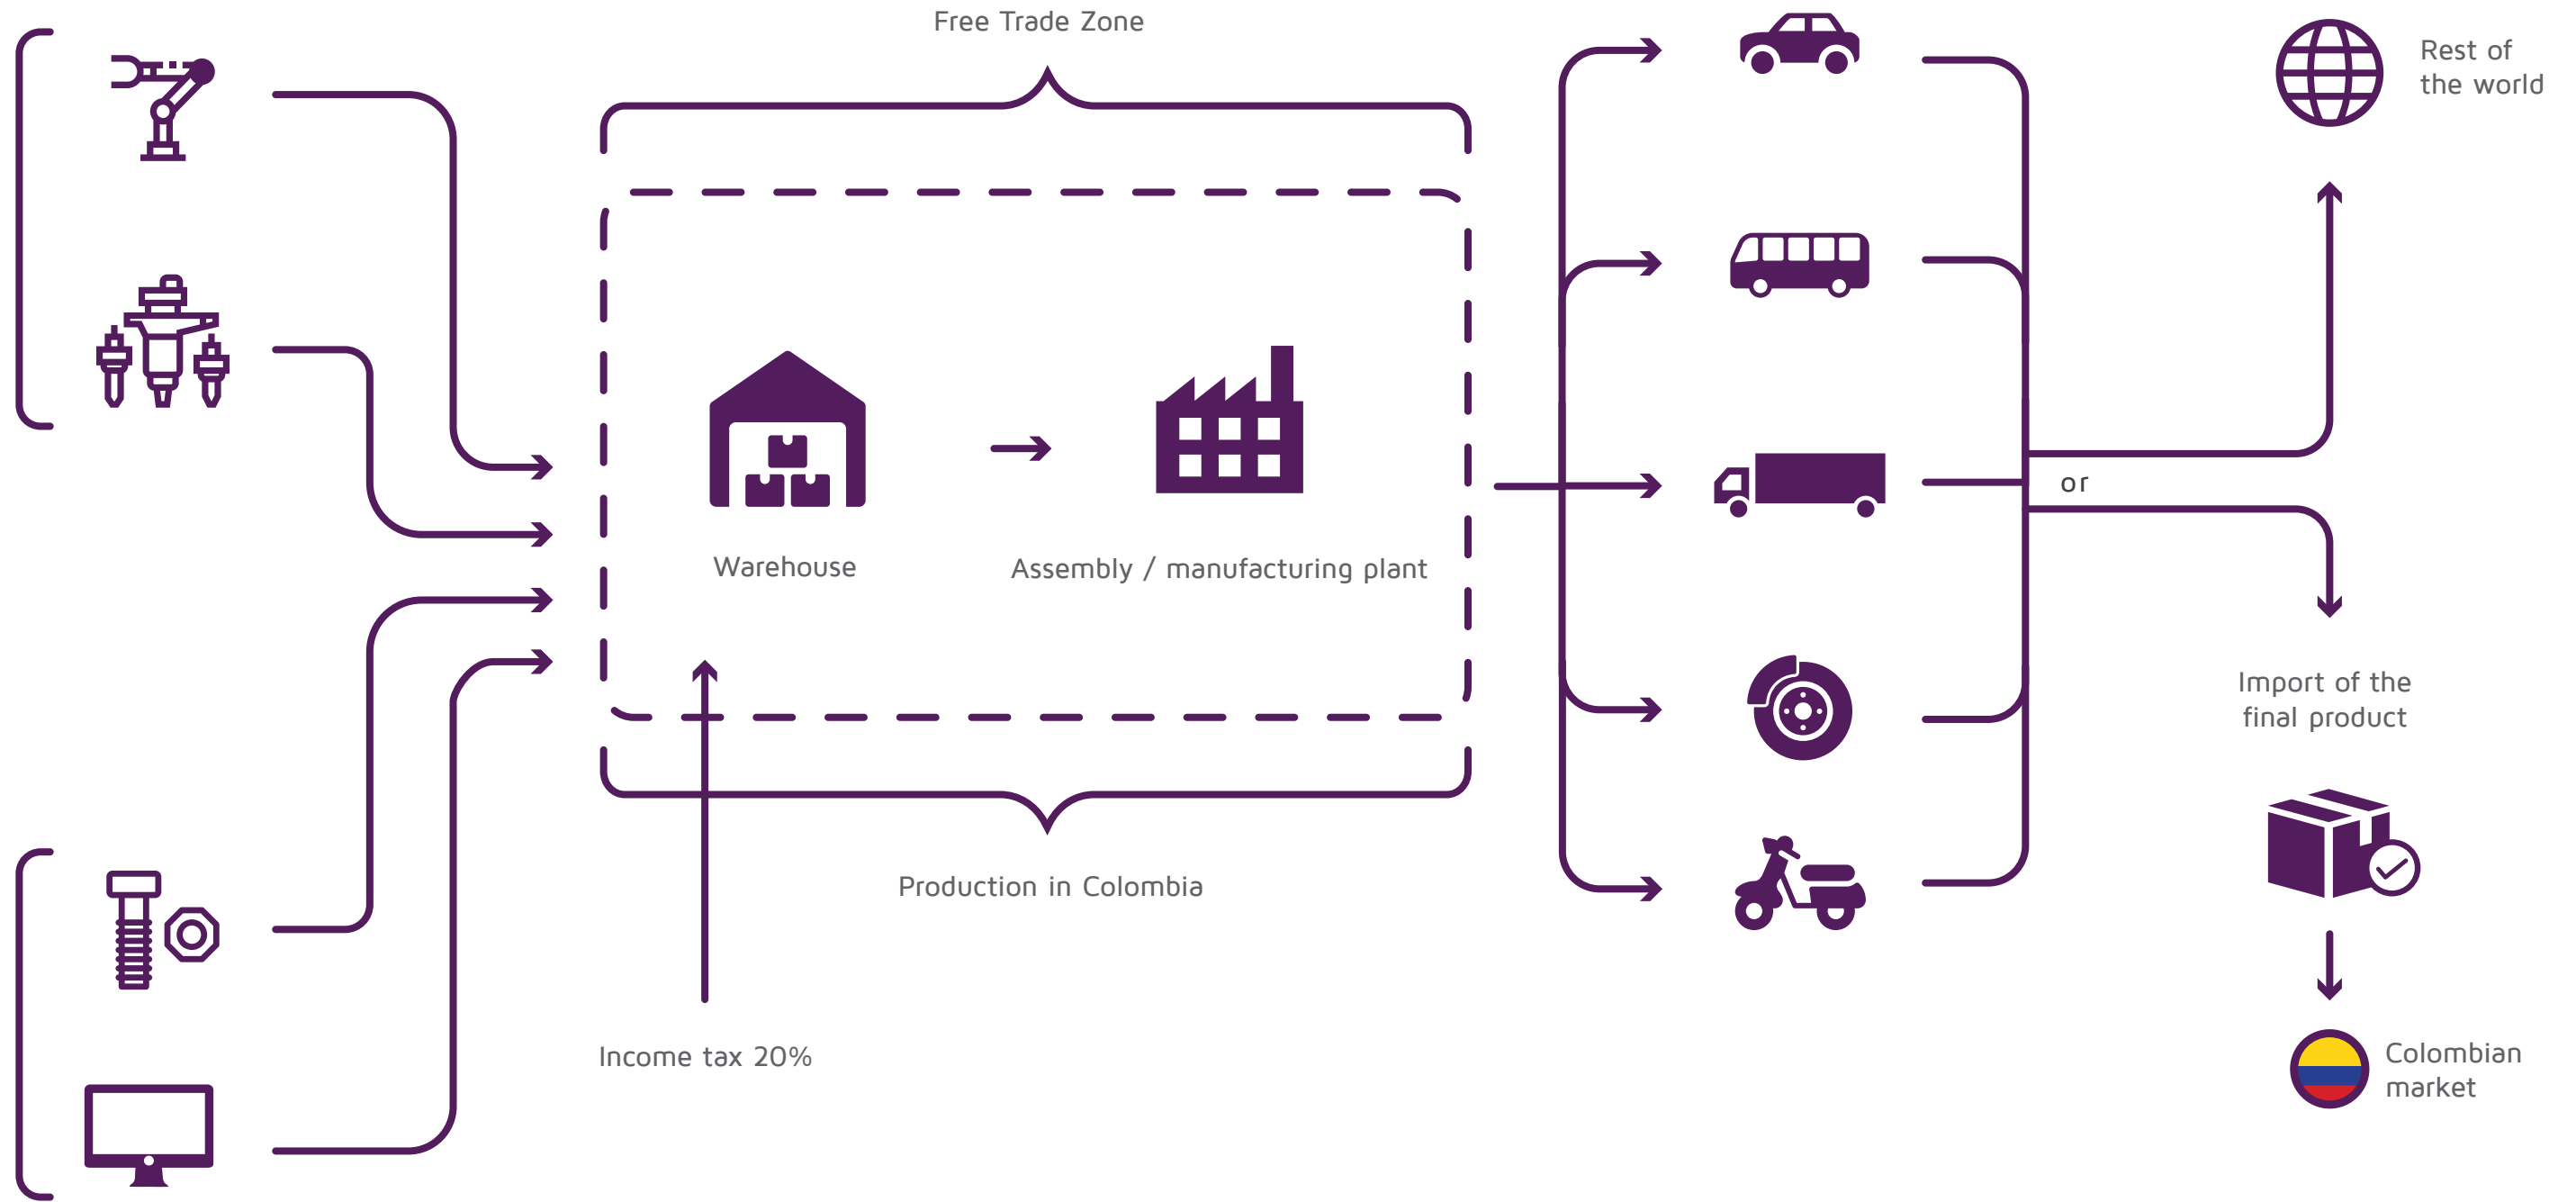 Free Trade Zone
Rest of
the world
or
Warehouse
Assembly / manufacturing plant
Import of the
final product
Production in Colombia
Income tax 20%
Colombian
market